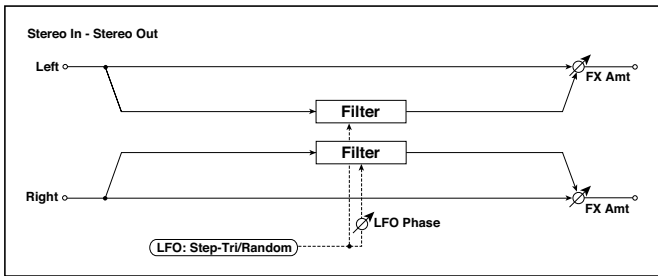 Stereo In - Stereo Out
Left
FX Amt
Filter
Filter
Right
FX Amt
LFO Phase
LFO: Step-Tri/Random